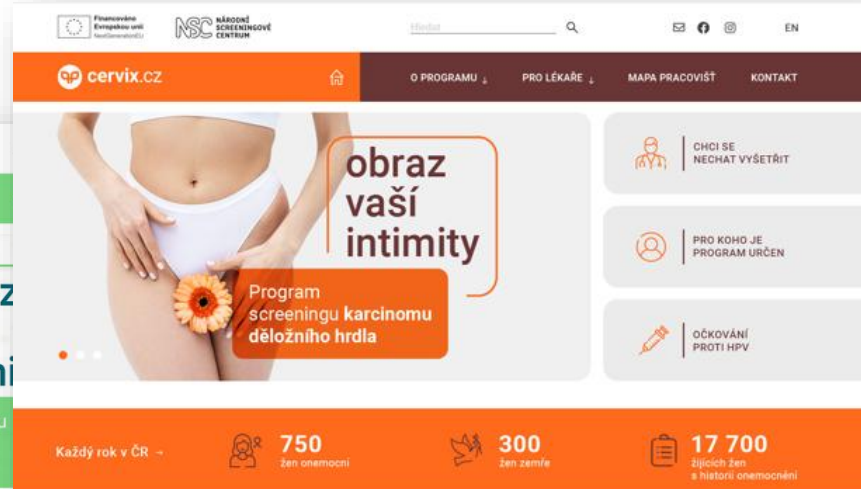 Financováno
Evropskou unií
NextGenerationEU
NSC NÁRODNÍ
SCREENINGOVÉ
CENTRUM
Hledat
EN
cervix.cz
O PROGRAMU ↓
PRO LÉKAŘE ↓
MAPA PRACOVIŠŤ
KONTAKT
obraz
vaší
intimity
Program
screeningu karcinomu
děložního hrdla
CHCI SE
NECHAT VYŠETŘIT
PRO KOHO JE
PROGRAM URČEN
OČKOVÁNÍ
PROTI HPV
Každý rok v ČR →
750
žen onemocní
300
žen zemře
17 700
žijících žen
s historií onemocnění